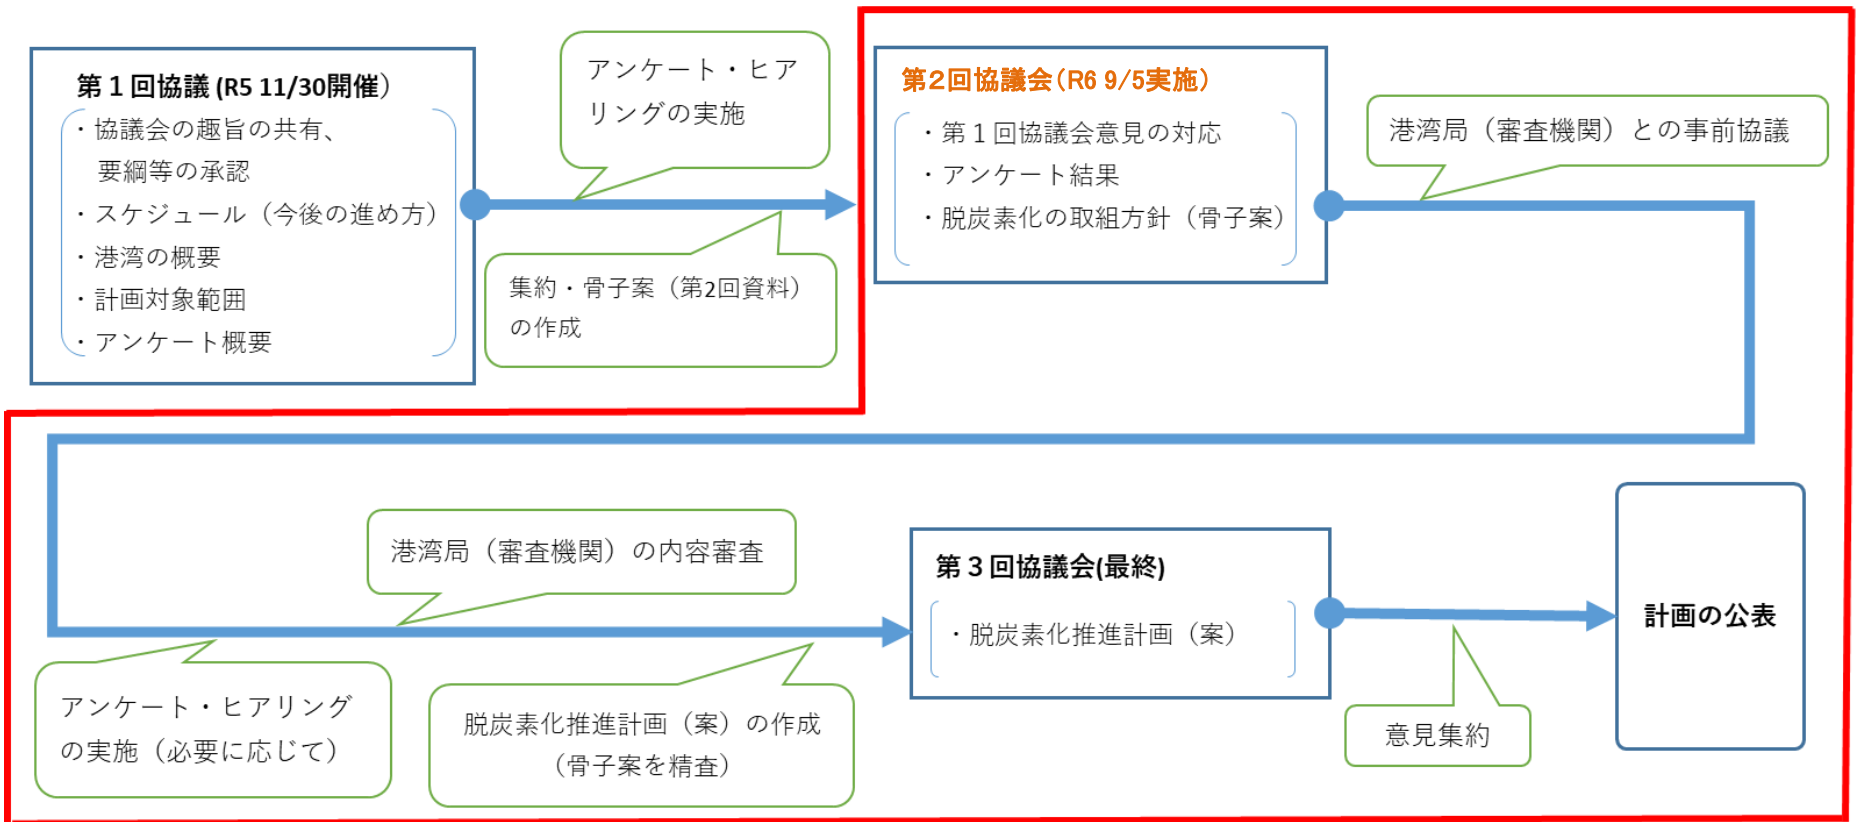 第１回協議 (R5 11/30開催）
・協議会の趣旨の共有、
要綱等の承認
・スケジュール（今後の進め方）
・港湾の概要
・計画対象範囲
・アンケート概要
アンケート・ヒア
リングの実施
集約・骨子案（第2回資料）
の作成
第２回協議会（R6 9/5実施）
・第１回協議会意見の対応
・アンケート結果
・脱炭素化の取組方針（骨子案）
港湾局（審査機関）との事前協議
アンケート・ヒアリング
の実施（必要に応じて）
港湾局（審査機関）の内容審査
脱炭素化推進計画（案）の作成
（骨子案を精査）
第３回協議会(最終)
・脱炭素化推進計画（案）
意見集約
計画の公表